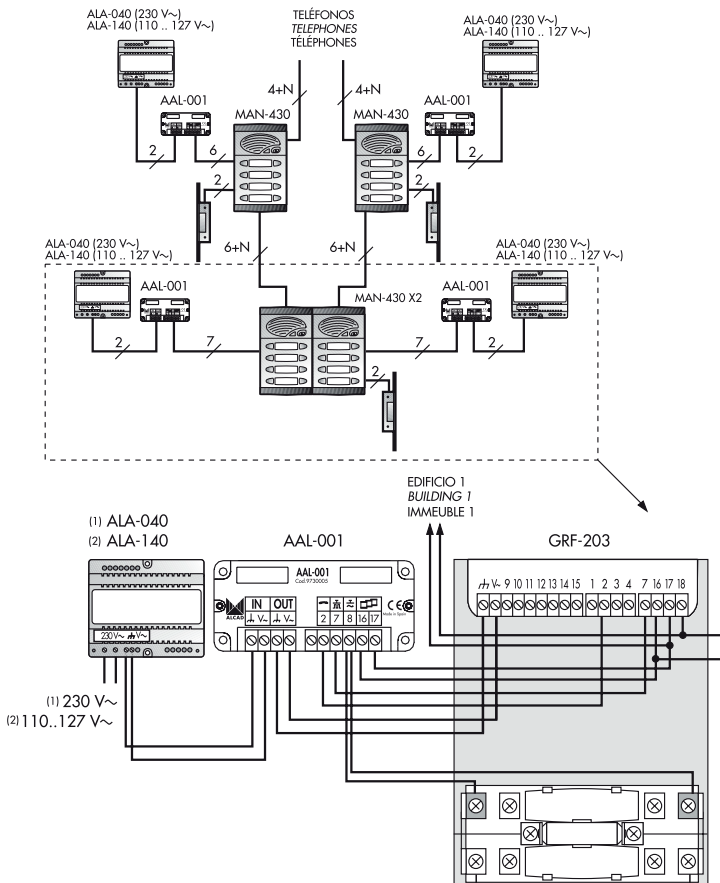 ALA-040 (230 V~)
ALA-140 (110 .. 127 V~)
TELÉFONOS
TELEPHONES
TÉLÉPHONES
ALA-040 (230 V~)
ALA-140 (110 .. 127 V~)
4+N
4+N
AAL-001
MAN-430
MAN-430
AAL-001
2
6
6
2
2
2
6+N
6+N
ALA-040 (230 V~)
ALA-140 (110 .. 127 V~)
ALA-040 (230 V~)
ALA-140 (110 .. 127 V~)
AAL-001
MAN-430 X2
AAL-001
2
7
7
2
2
EDIFICIO 1
BUILDING 1
IMMEUBLE 1
(1) ALA-040
(2) ALA-140
AAL-001
GRF-203
AAL-001
Cod.9730005
V~ 9 10 11 12 13 14 15 1 2 3 4 7 16 17 18
IN OUT
ALCAD
V~ V~
2 7 8 16 17
CE
Made in Spain
230 V~ V~
(1) 230 V~
(2) 110..127 V~